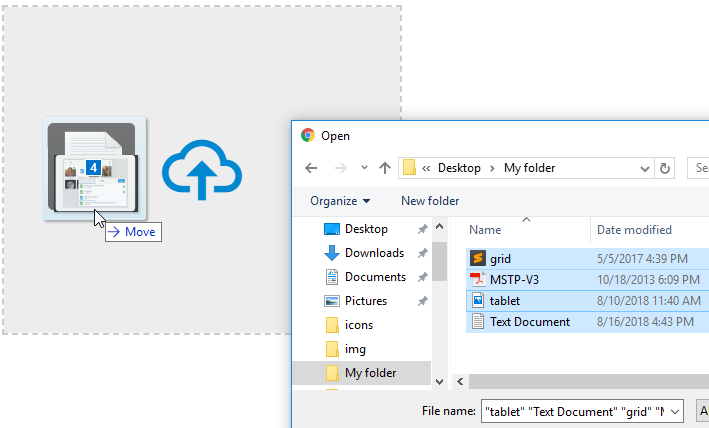 4
Move
Open
Desktop
My folder
Se
Organize
New folder
Name
Date modified
Desktop
Downloads
Documents
Pictures
icons
img
My folder
grid 5/5/2017 4:39 PM
MSTP-V3 10/18/2013 6:09 PM
tablet 8/10/2018 11:40 AM
Text Document 8/16/2018 4:43 PM
File name: "tablet" "Text Document" "grid" "M
A